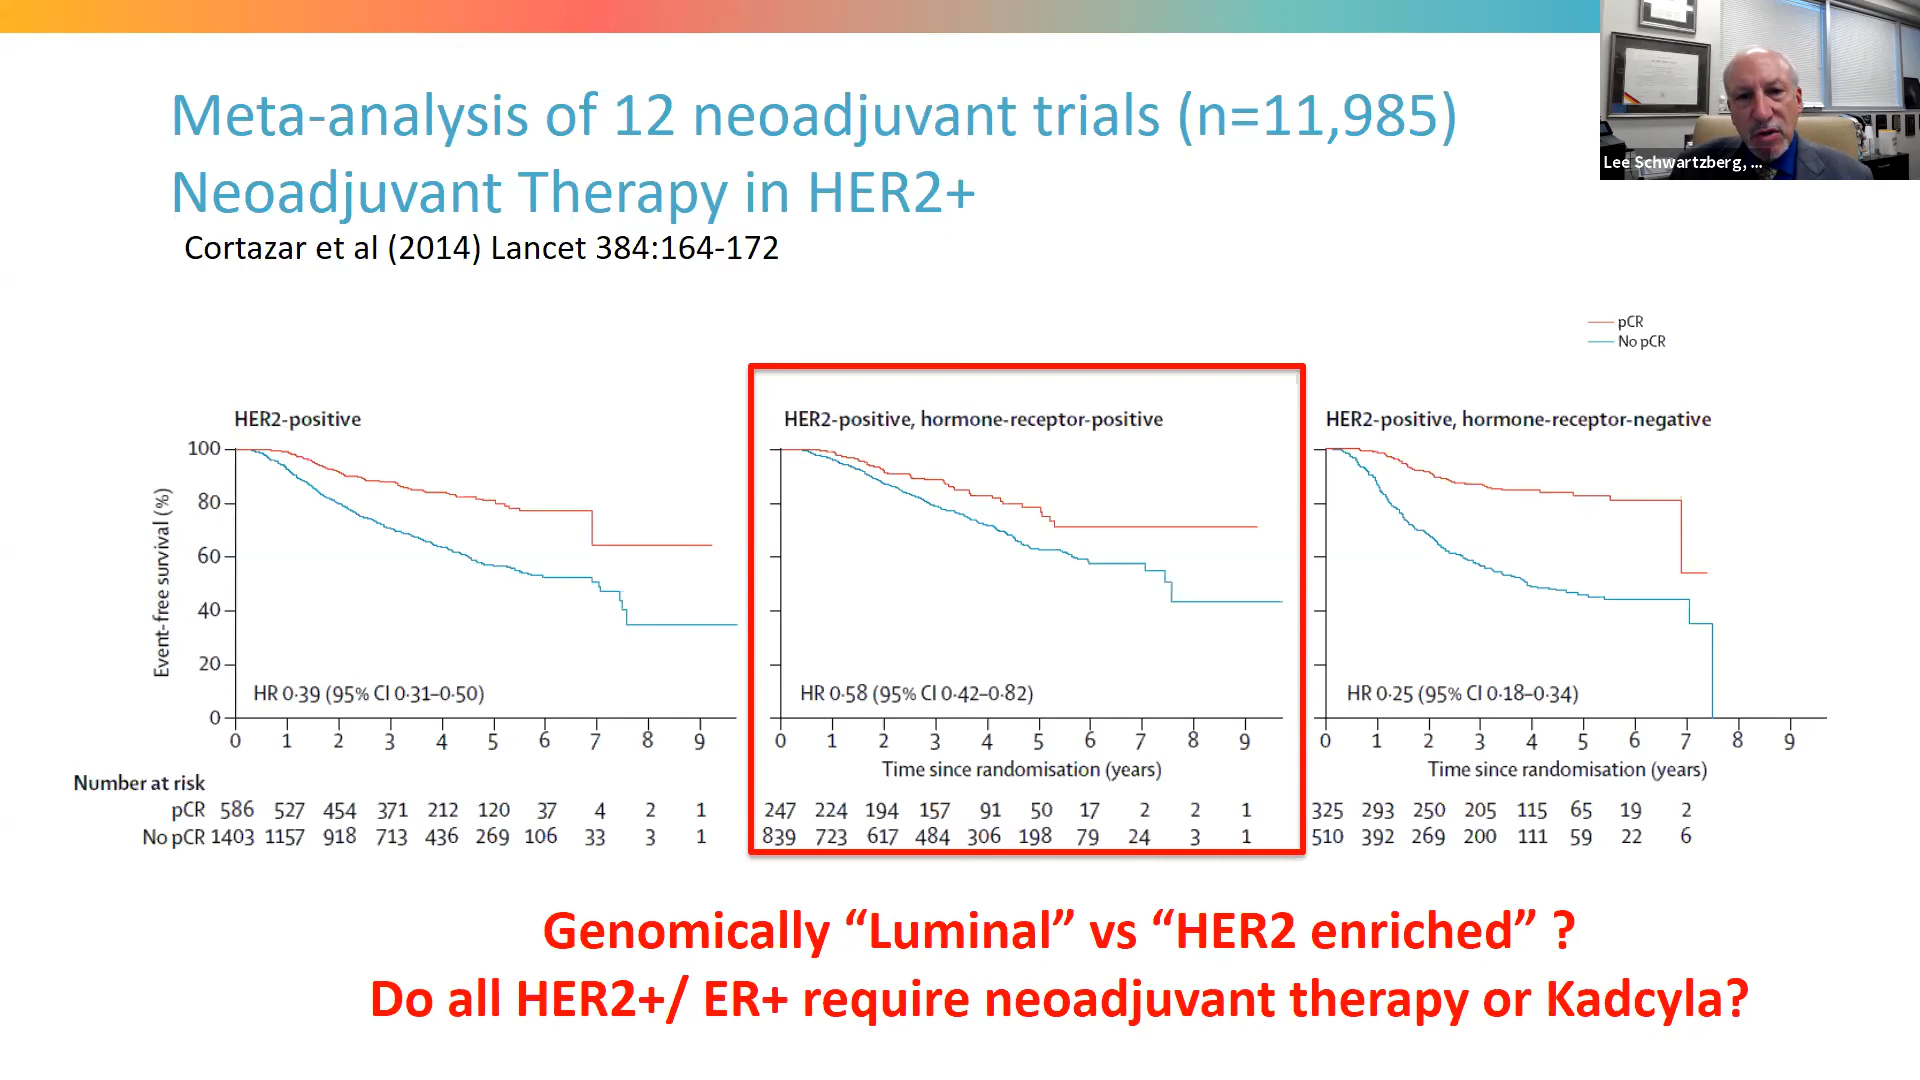 Meta-analysis of 12 neoadjuvant trials (n=11,985)
Neoadjuvant Therapy in HER2+
Cortazar et al (2014) Lancet 384:164-172
Lee Schwartzberg, ...
pCR
No pCR
HER2-positive
Event-free survival (%)
100
80
60
40
20
0
HR 0·39 (95% CI 0·31–0·50)
0 1 2 3 4 5 6 7 8 9
HER2-positive, hormone-receptor-positive
HR 0·58 (95% CI 0·42–0·82)
0 1 2 3 4 5 6 7 8 9
Time since randomisation (years)
HER2-positive, hormone-receptor-negative
HR 0·25 (95% CI 0·18–0·34)
0 1 2 3 4 5 6 7 8 9
Time since randomisation (years)
Number at risk
pCR 586 527 454 371 212 120 37 4 2 1
No pCR 1403 1157 918 713 436 269 106 33 3 1
247 224 194 157 91 50 17 2 2 1
839 723 617 484 306 198 79 24 3 1
325 293 250 205 115 65 19 2
510 392 269 200 111 59 22 6
Genomically “Luminal” vs “HER2 enriched” ?
Do all HER2+/ ER+ require neoadjuvant therapy or Kadcyla?